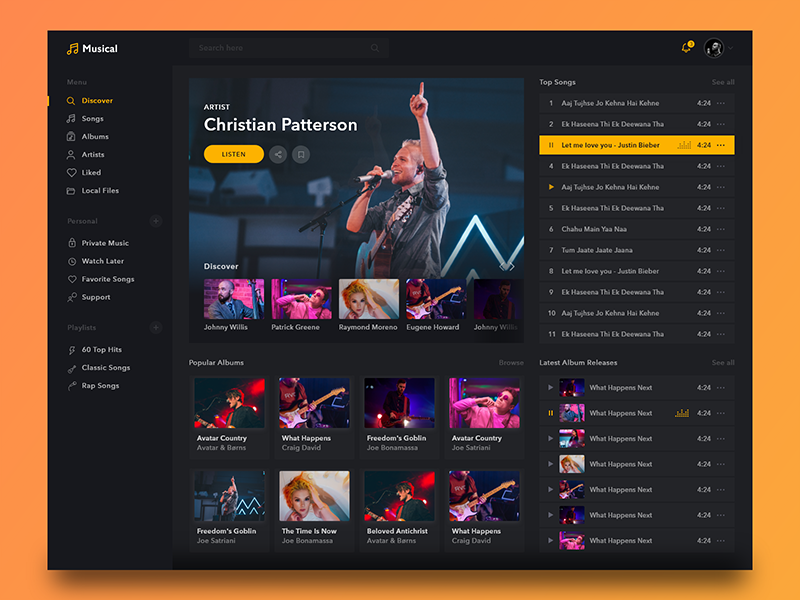 Musical
Search here
3
Menu
Discover
Songs
Albums
Artists
Liked
Local Files
Personal
Private Music
Watch Later
Favorite Songs
Support
Playlists
60 Top Hits
Classic Songs
Rap Songs
ARTIST
Christian Patterson
LISTEN
Discover
Johnny Willis
Patrick Greene
Raymond Moreno
Eugene Howard
Johnny Willis
Popular Albums
Browse
Avatar Country
Avatar & Børns
What Happens
Craig David
Freedom's Goblin
Joe Bonamassa
Avatar Country
Joe Satriani
Freedom's Goblin
Joe Satriani
The Time Is Now
Joe Bonamassa
Beloved Antichrist
Avatar & Børns
What Happens
Craig David
Top Songs
See all
1 Aaj Tujhse Jo Kehna Hai Kehne 4:24
2 Ek Haseena Thi Ek Deewana Tha 4:24
Let me love you - Justin Bieber 4:24
4 Ek Haseena Thi Ek Deewana Tha 4:24
Aaj Tujhse Jo Kehna Hai Kehne 4:24
5 Ek Haseena Thi Ek Deewana Tha 4:24
6 Chahu Main Yaa Naa 4:24
7 Tum Jaate Jaate Jaana 4:24
8 Let me love you - Justin Bieber 4:24
9 Ek Haseena Thi Ek Deewana Tha 4:24
10 Aaj Tujhse Jo Kehna Hai Kehne 4:24
11 Ek Haseena Thi Ek Deewana Tha 4:24
Latest Album Releases
See all
What Happens Next 4:24
What Happens Next 4:24
What Happens Next 4:24
What Happens Next 4:24
What Happens Next 4:24
What Happens Next 4:24
What Happens Next 4:24